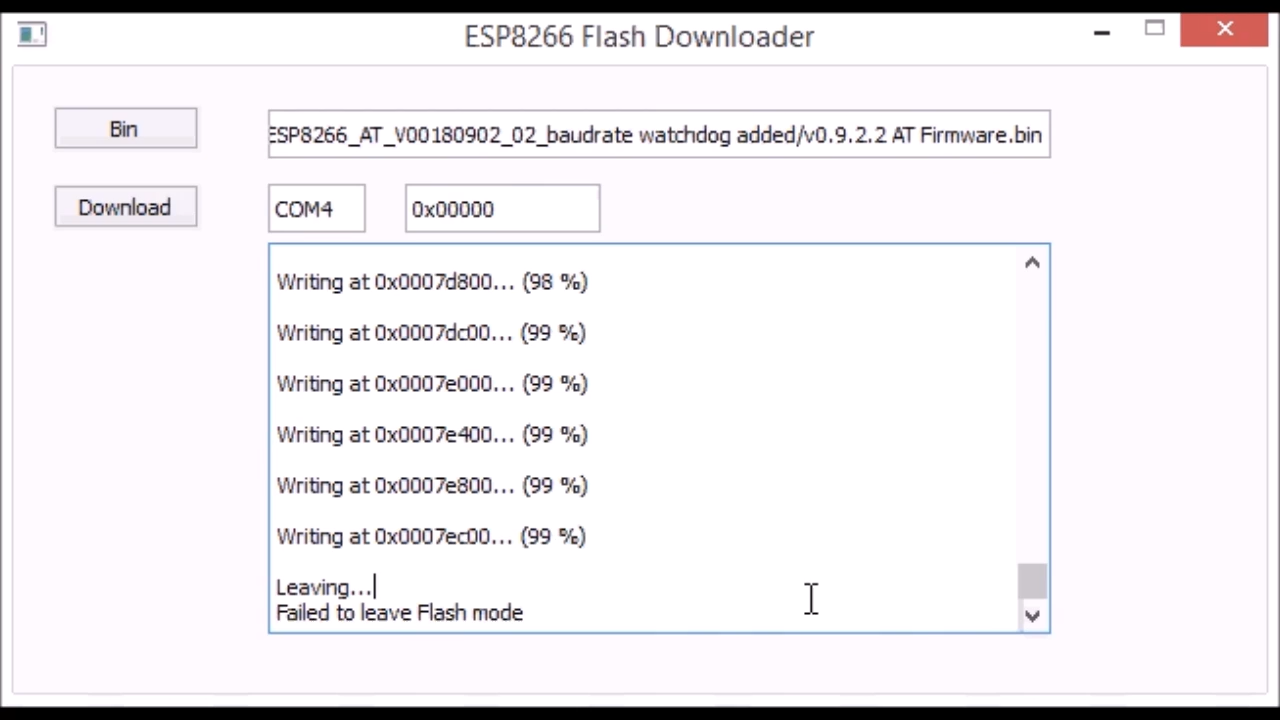 ESP8266 Flash Downloader
Bin
ESP8266_AT_V00180902_02_baudrate watchdog added/v0.9.2.2 AT Firmware.bin
Download
COM4
0x00000
Writing at 0x0007d800... (98 %)
Writing at 0x0007dc00... (99 %)
Writing at 0x0007e000... (99 %)
Writing at 0x0007e400... (99 %)
Writing at 0x0007e800... (99 %)
Writing at 0x0007ec00... (99 %)
Leaving...
Failed to leave Flash mode